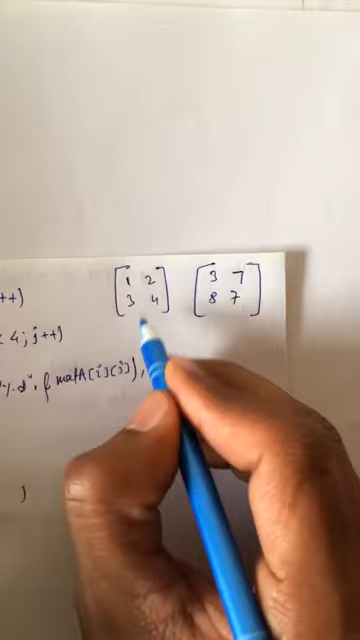 1 2 3 7
++) 3 4 8 7
< 4; j++)
"%d", &matA[i][j]),
)